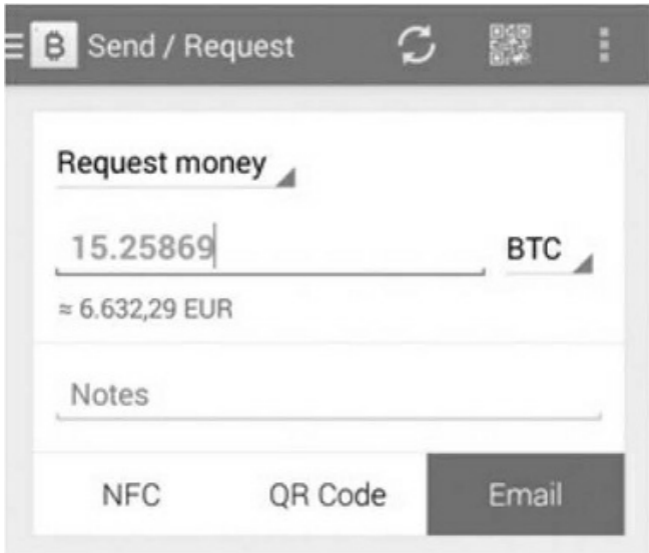 Send / Request
Request money
15.25869 BTC
≈ 6.632,29 EUR
Notes
NFC QR Code Email